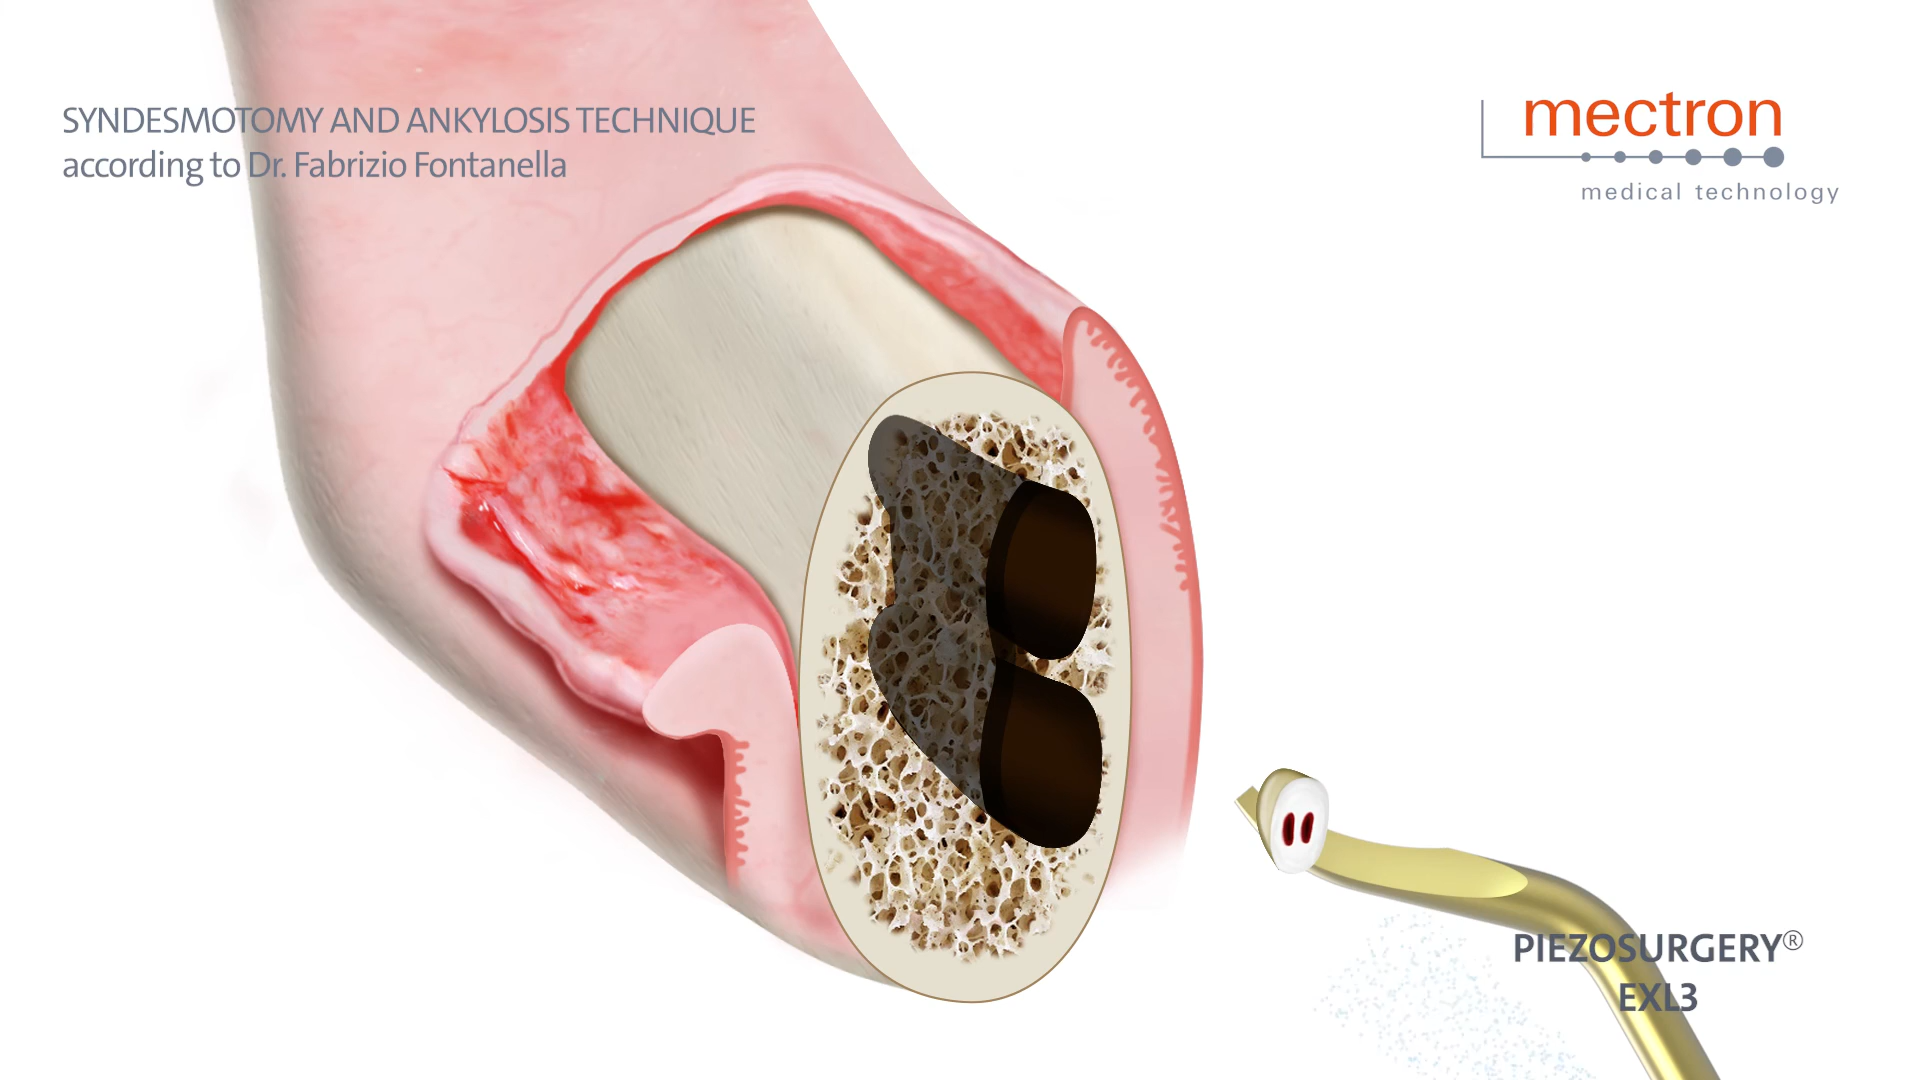 SYNDESMOTOMY AND ANKYLOSIS TECHNIQUE
according to Dr. Fabrizio Fontanella
mectron
medical technology
PIEZOSURGERY®
EXL3